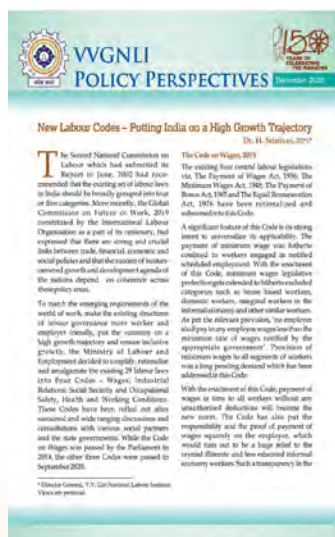 VVGNLI
POLICY PERSPECTIVES
December 2020
150
YEARS OF
CELEBRATING
THE MAHATMA
New Labour Codes – Putting India on a High Growth Trajectory
Dr. H. Srinivas,
The Second National Commission on
Labour which had submitted its
Report in June, 2002 had recom-
mended that the existing set of labour laws
in India should be broadly grouped into four
or five categories. More recently, the Global
Commission on Future of Work, 2019
constituted by the International Labour
Organisation as a part of its centenary, had
expressed that there are strong and crucial
links between trade, financial, economic and
social policies and that the success of human-
centered growth and development agenda of
the nations depend on coherence across
these policy areas.
To match the emerging requirements of the
world of work, make the existing structures
of labour governance more worker and
employer friendly, put the economy on a
high growth trajectory and ensure inclusive
growth, the Ministry of Labour and
Employment decided to simplify, rationalise
and amalgamate the existing 29 labour laws
into Four Codes – Wages; Industrial
Relations; Social Security and Occupational
Safety, Health and Working Conditions.
These Codes have been rolled out after
sustained and wide ranging discussions and
consultations with various social partners
and the state governments. While the Code
on Wages was passed by the Parliament in
2019, the other three Codes were passed in
September 2020.
* Director General, V.V. Giri National Labour Institute
Views are personal.
The Code on Wages, 2019
The existing four central labour legislations
viz. The Payment of Wages Act, 1936; The
Minimum Wages Act, 1948; The Payment of
Bonus Act, 1965 and The Equal Remuneration
Act, 1976 have been rationalized and
subsumed into this Code.
A significant feature of this Code is its strong
intent to universalize its applicability. The
payment of minimum wage was hitherto
confined to workers engaged in notified
scheduled employment. With the enactment
of this Code, minimum wages legislative
protection gets extended to hitherto excluded
categories such as home based workers,
domestic workers, marginal workers in the
informal economy and other similar workers.
As per the relevant provision, 'no employer
shall pay to any employee wages less than the
minimum rate of wages notified by the
appropriate government'. Provision of
minimum wages to all segments of workers
was a long pending demand which has been
addressed in this Code.
With the enactment of this Code, payment of
wages in time to all workers without any
unauthorised deductions will become the
new norm. The Code has also put the
responsibility and the proof of payment of
wages squarely on the employer, which
would turn out to be a huge relief to the
myriad illiterate and less educated informal
economy workers. Such a transparency in the